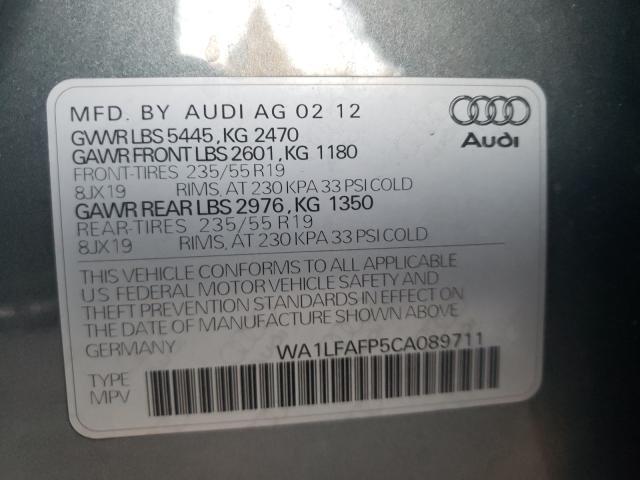 MFD. BY AUDI AG 02 12
GVWR LBS 5445, KG 2470
GAWR FRONT LBS 2601, KG 1180
FRONT-TIRES 235/55 R19
8JX19 RIMS, AT 230 KPA 33 PSI COLD
GAWR REAR LBS 2976, KG 1350
REAR-TIRES 235/55 R19
8JX19 RIMS, AT 230 KPA 33 PSI COLD
Audi
THIS VEHICLE CONFORMS TO ALL APPLICABLE
US FEDERAL MOTOR VEHICLE SAFETY AND
THEFT PREVENTION STANDARDS IN EFFECT ON
THE DATE OF MANUFACTURE SHOWN ABOVE.
GERMANY WA1LFAFP5CA089711
TYPE
MPV